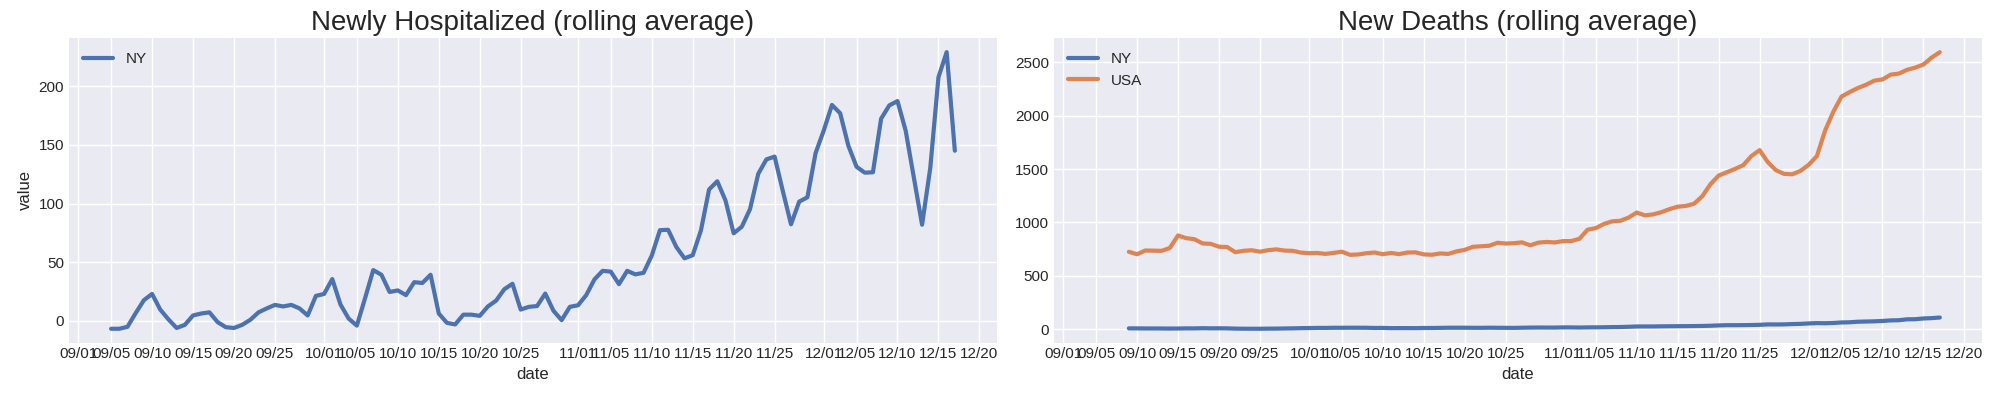 Newly Hospitalized (rolling average)
NY
value
200
150
100
50
0
09/01 09/05 09/10 09/15 09/20 09/25 10/01 10/05 10/10 10/15 10/20 10/25 11/01 11/05 11/10 11/15 11/20 11/25 12/01 12/05 12/10 12/15 12/20
date
New Deaths (rolling average)
NY
USA
2500
2000
1500
1000
500
0
09/01 09/05 09/10 09/15 09/20 09/25 10/01 10/05 10/10 10/15 10/20 10/25 11/01 11/05 11/10 11/15 11/20 11/25 12/01 12/05 12/10 12/15 12/20
date